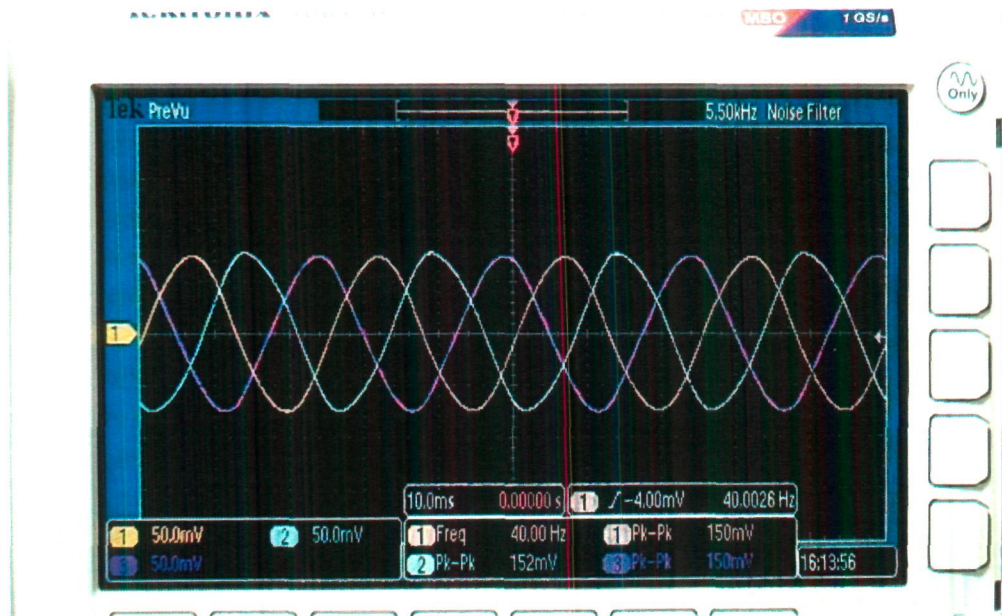 MSO 1 GS/s
Only
Tek PreVu
5.50kHz Noise Filter
1
10.0ms 0.00000 s
1 -4.00mV 40.0026 Hz
1 50.0mV 2 50.0mV
3 50.0mV
1 Freq 40.00 Hz 1 Pk-Pk 150mV
2 Pk-Pk 152mV 3 Pk-Pk 150mV
16:13:56